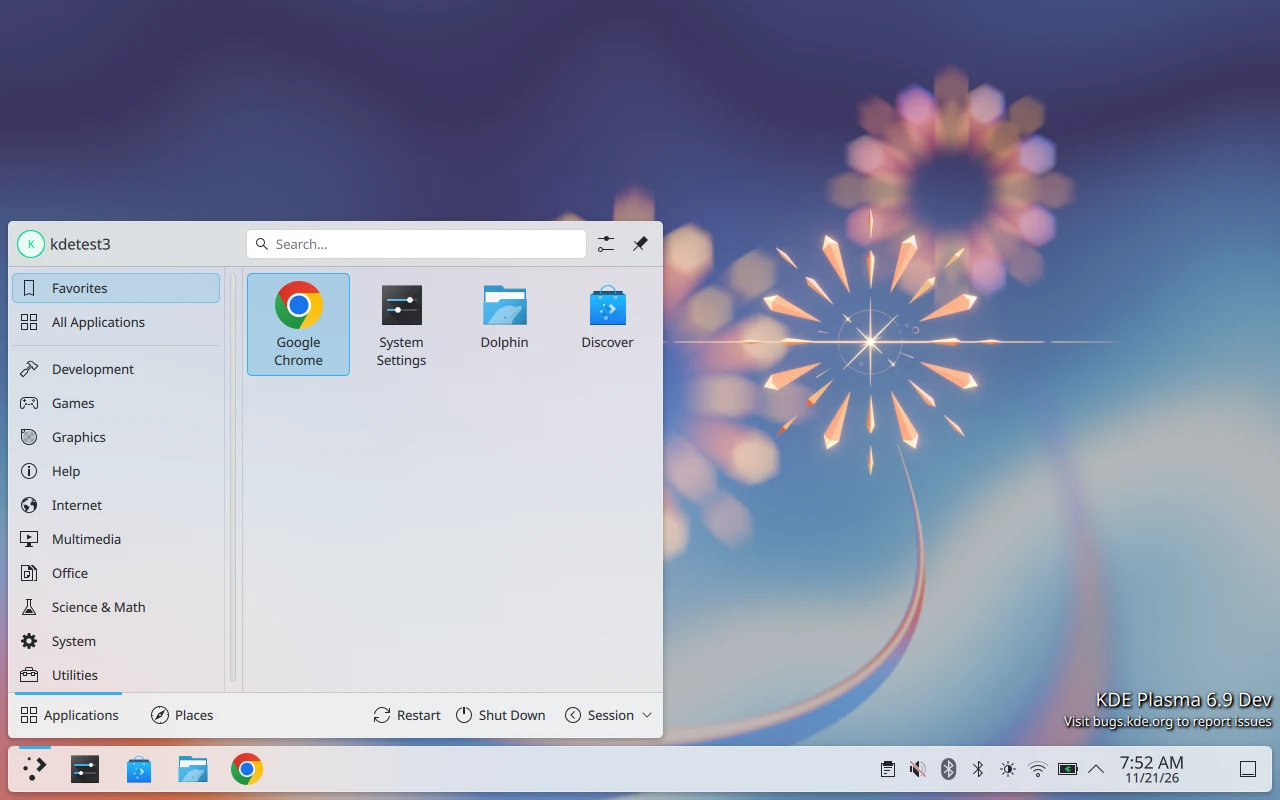 K kdetest3
Search...
Favorites
All Applications
Development
Games
Graphics
Help
Internet
Multimedia
Office
Science & Math
System
Utilities
Google
Chrome
System
Settings
Dolphin
Discover
Applications
Places
Restart
Shut Down
Session
KDE Plasma 6.9 Dev
Visit bugs.kde.org to report issues
7:52 AM
11/21/26